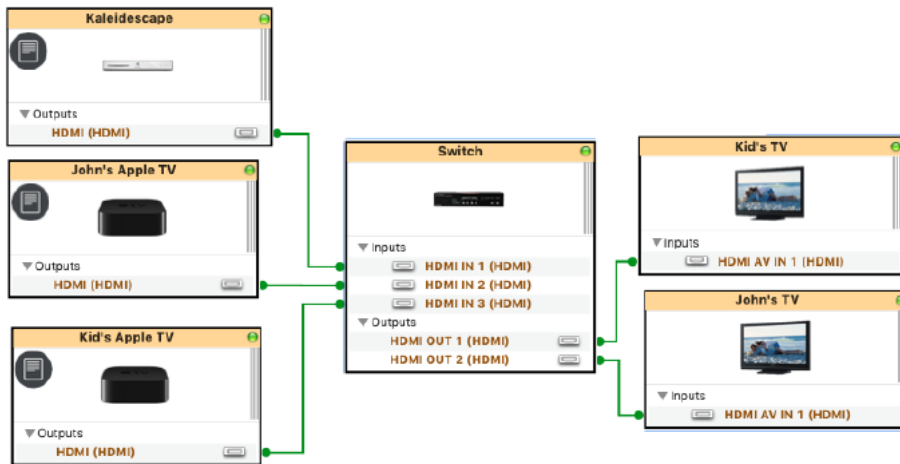 Kaleidescape
Outputs
HDMI (HDMI)
John's Apple TV
Outputs
HDMI (HDMI)
Kid's Apple TV
Outputs
HDMI (HDMI)
Switch
Inputs
HDMI IN 1 (HDMI)
HDMI IN 2 (HDMI)
HDMI IN 3 (HDMI)
Outputs
HDMI OUT 1 (HDMI)
HDMI OUT 2 (HDMI)
Kid's TV
Inputs
HDMI AV IN 1 (HDMI)
John's TV
Inputs
HDMI AV IN 1 (HDMI)